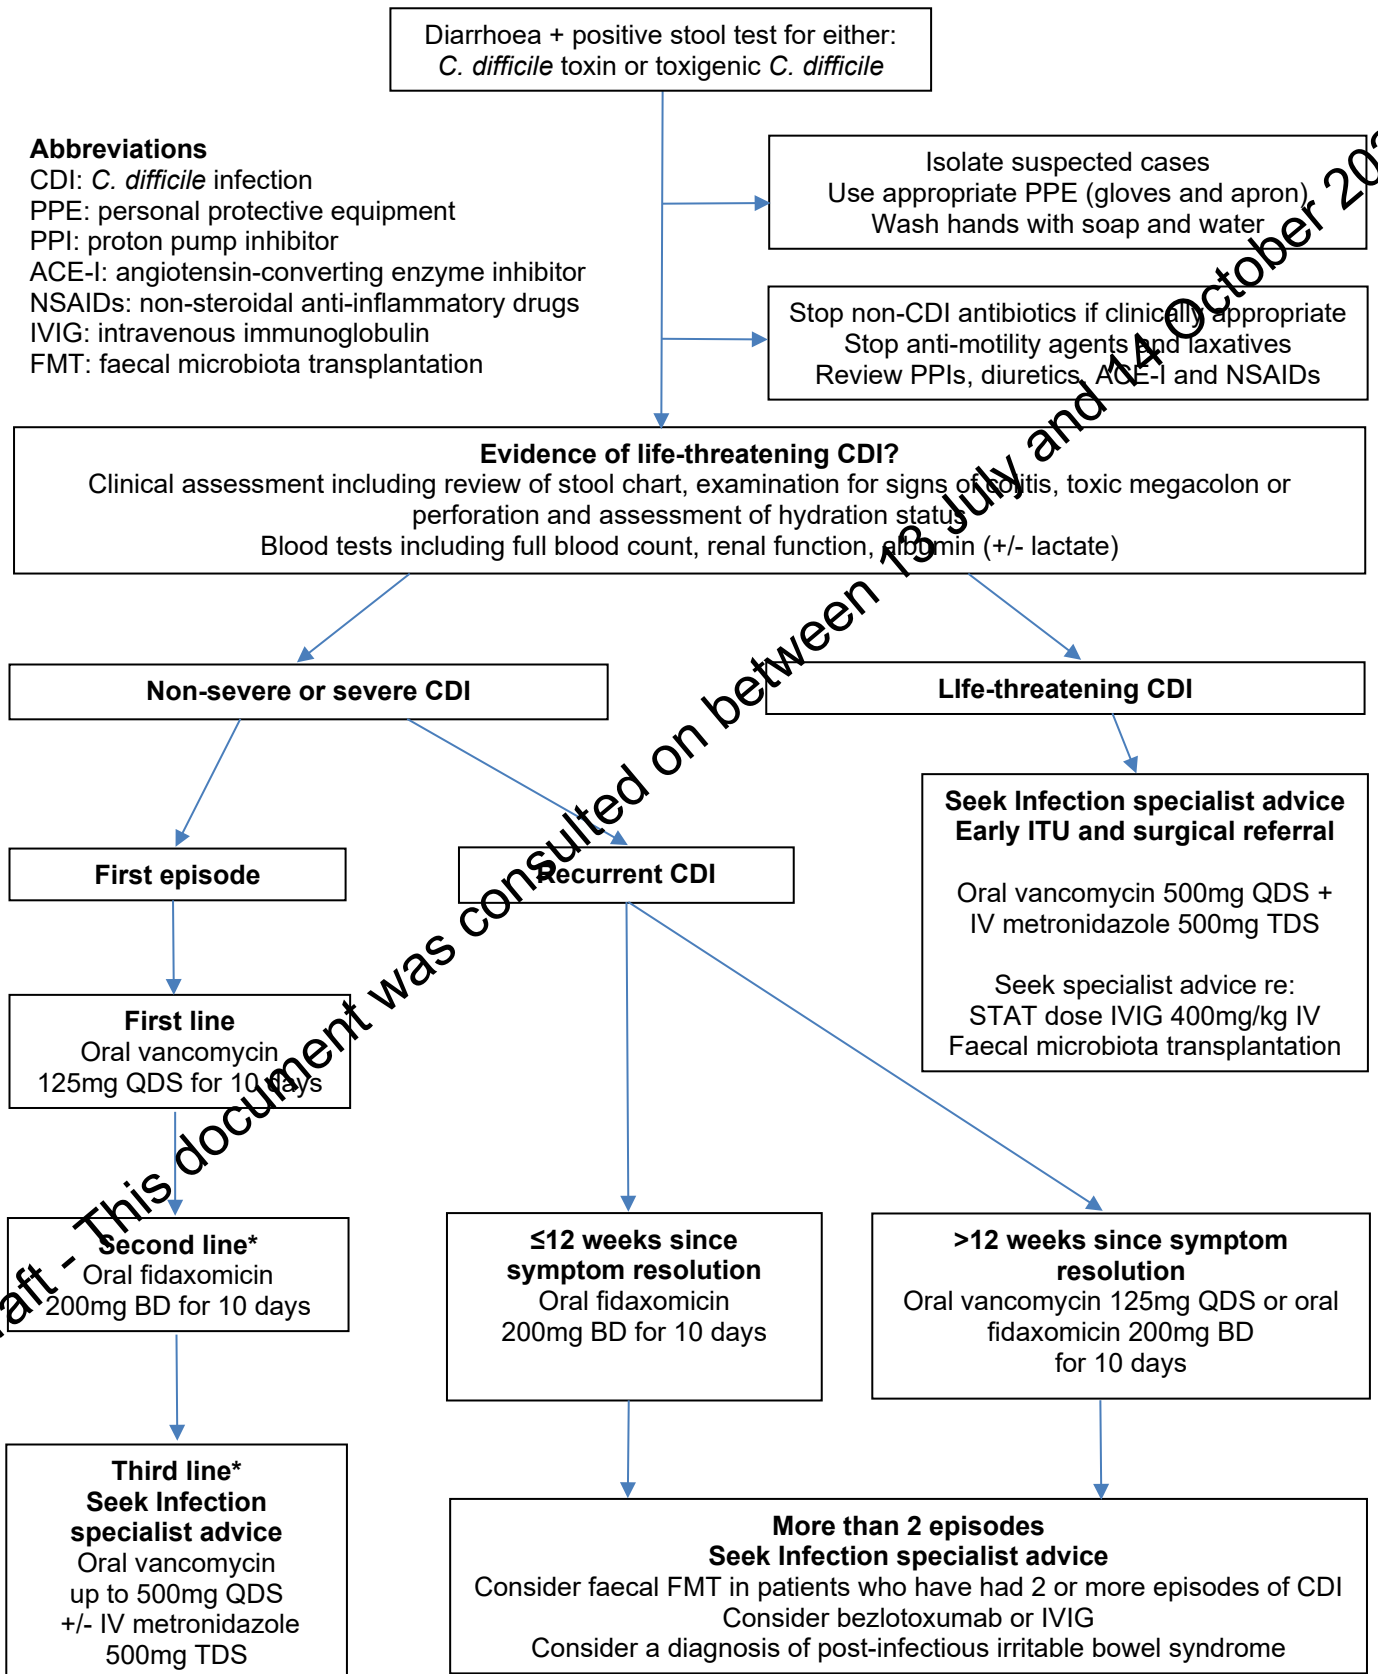 Diarrhoea + positive stool test for either:
C. difficile toxin or toxigenic C. difficile
Abbreviations
CDI: C. difficile infection
PPE: personal protective equipment
PPI: proton pump inhibitor
ACE-I: angiotensin-converting enzyme inhibitor
NSAIDs: non-steroidal anti-inflammatory drugs
IVIG: intravenous immunoglobulin
FMT: faecal microbiota transplantation
Isolate suspected cases
Use appropriate PPE (gloves and apron)
Wash hands with soap and water
Stop non-CDI antibiotics if clinically appropriate
Stop anti-motility agents and laxatives
Review PPIs, diuretics, ACE-I and NSAIDs
Evidence of life-threatening CDI?
Clinical assessment including review of stool chart, examination for signs of colitis, toxic megacolon or
perforation and assessment of hydration status
Blood tests including full blood count, renal function, albumin (+/- lactate)
Non-severe or severe CDI
LIfe-threatening CDI
Seek Infection specialist advice
Early ITU and surgical referral
Oral vancomycin 500mg QDS +
IV metronidazole 500mg TDS
Seek specialist advice re:
STAT dose IVIG 400mg/kg IV
Faecal microbiota transplantation
First episode
Recurrent CDI
First line
Oral vancomycin
125mg QDS for 10 days
Second line*
Oral fidaxomicin
200mg BD for 10 days
≤12 weeks since
symptom resolution
Oral fidaxomicin
200mg BD for 10 days
>12 weeks since symptom
resolution
Oral vancomycin 125mg QDS or oral
fidaxomicin 200mg BD
for 10 days
Third line*
Seek Infection
specialist advice
Oral vancomycin
up to 500mg QDS
+/- IV metronidazole
500mg TDS
More than 2 episodes
Seek Infection specialist advice
Consider faecal FMT in patients who have had 2 or more episodes of CDI
Consider bezlotoxumab or IVIG
Consider a diagnosis of post-infectious irritable bowel syndrome
- This document was consulted on between 13 July and 14 October